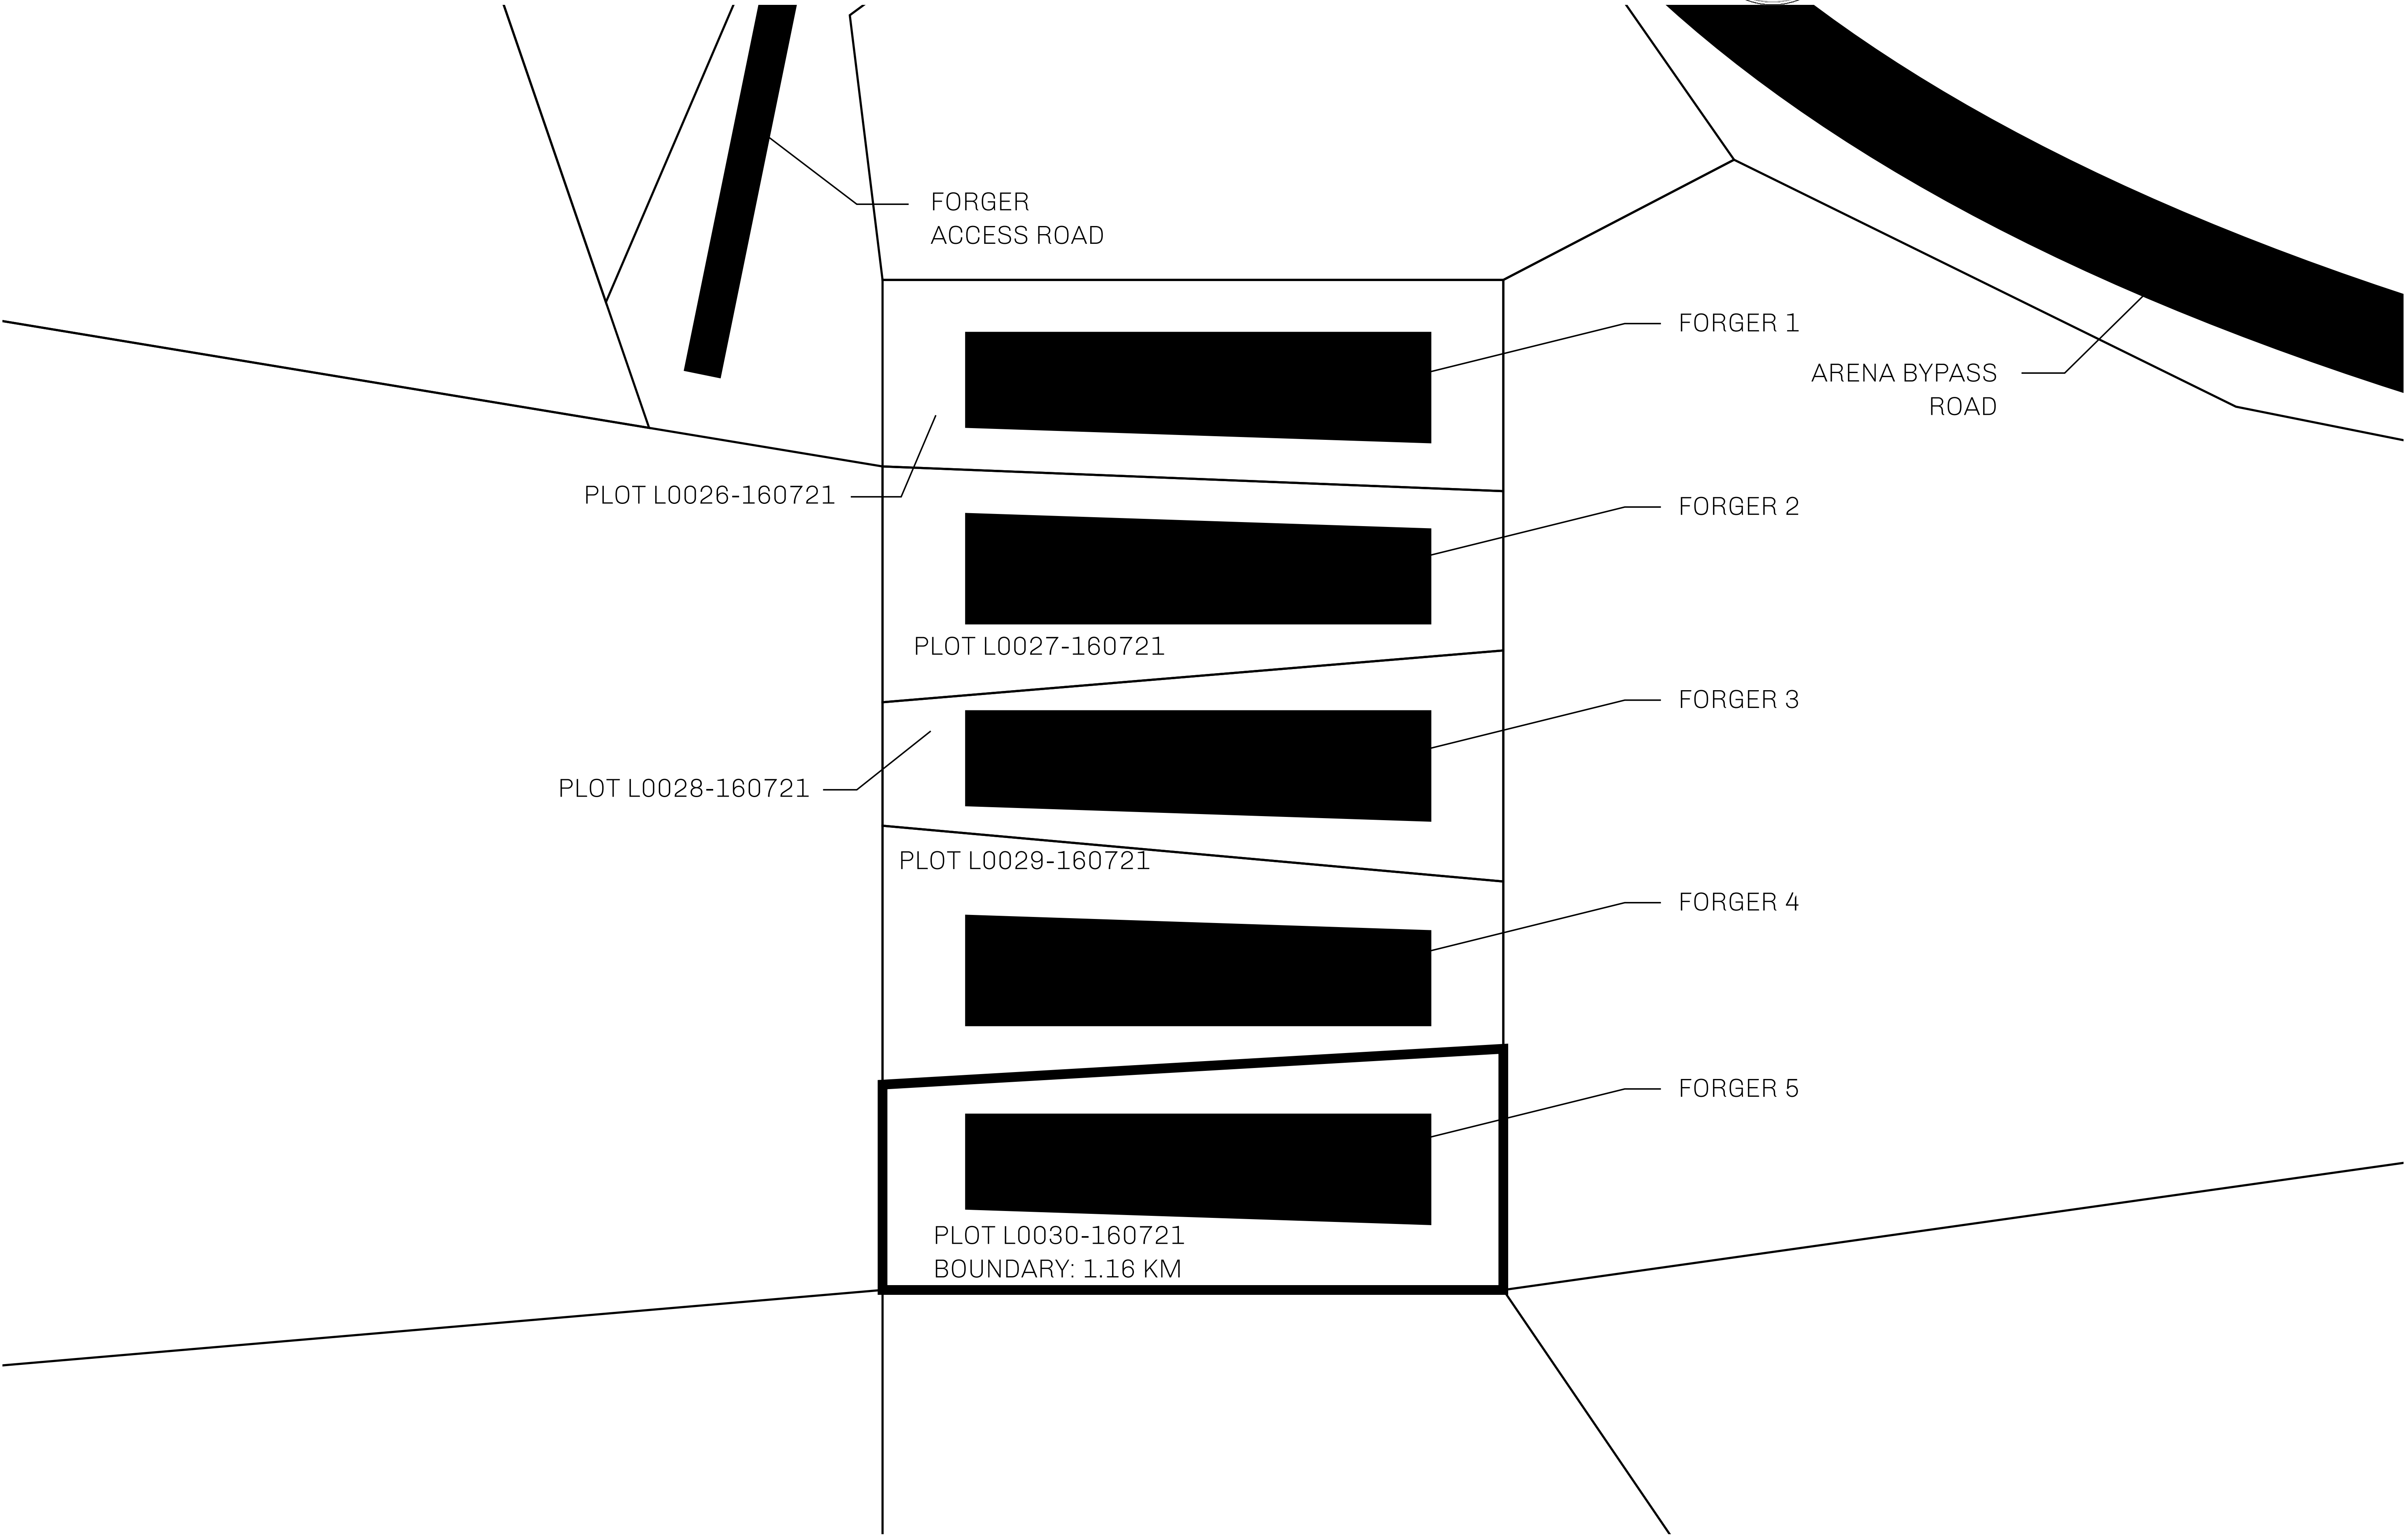 FORGER
ACCESS ROAD
FORGER 1
ARENA BYPASS
ROAD
PLOT L0026-160721
FORGER 2
PLOT L0027-160721
FORGER 3
PLOT L0028-160721
PLOT L0029-160721
FORGER 4
FORGER 5
PLOT L0030-160721
BOUNDARY: 1.16 KM